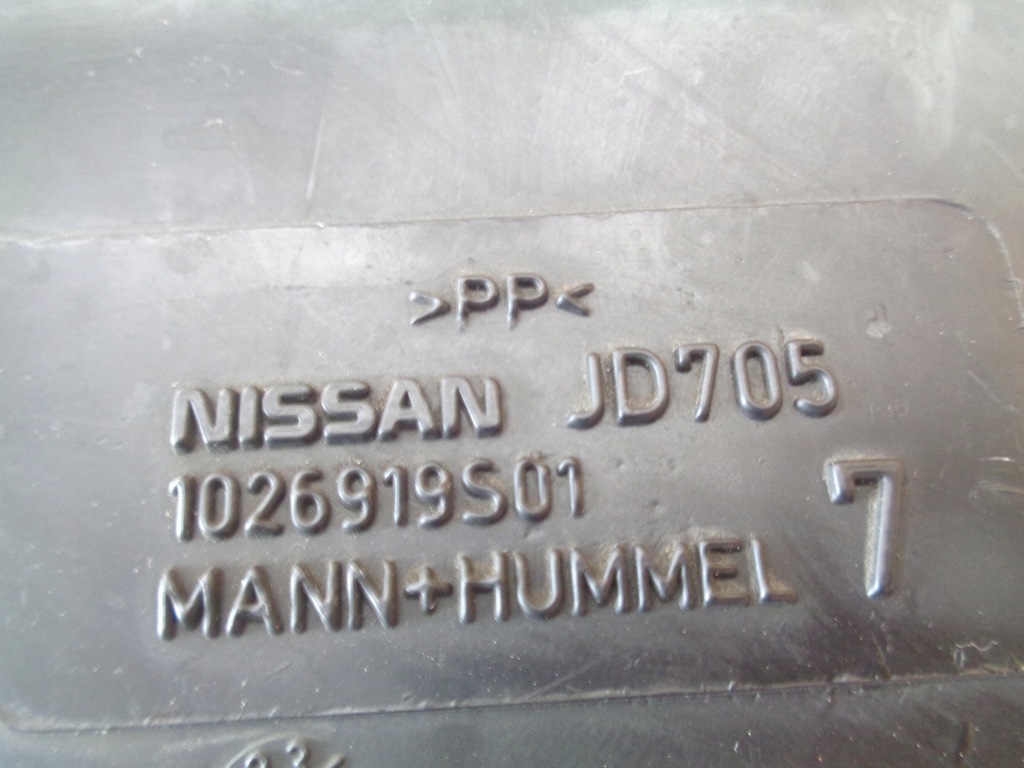 >PP<
NISSAN JD705
1026919S01 7
MANN+HUMMEL